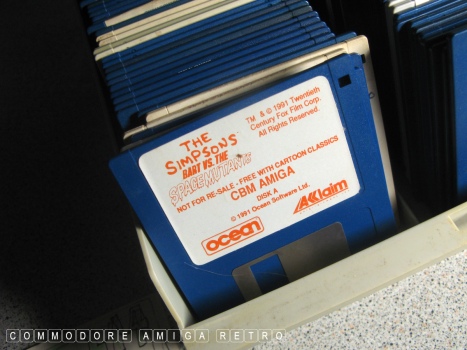 THE
SIMPSONS
BART VS. THE
SPACE MUTANTS
TM & © 1991 Twentieth
Century Fox Film Corp.
All Rights Reserved.
NOT FOR RE-SALE - FREE WITH CARTOON CLASSICS
CBM AMIGA
DISK A
© 1991 Ocean Software Ltd.
ocean
AKKlaim
COMMODORE AMIGA RETRO